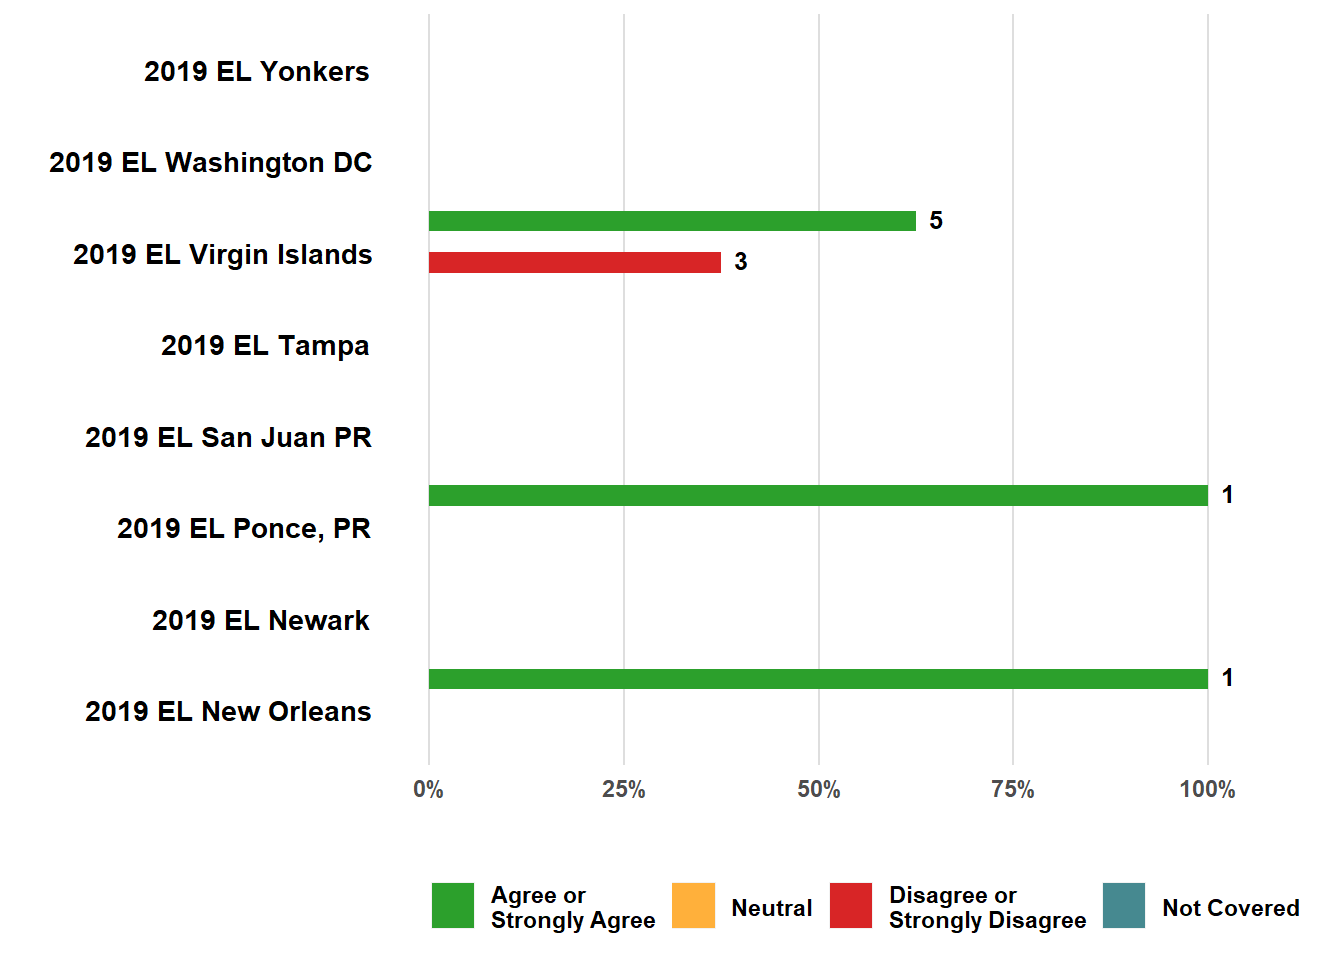 2019 EL Yonkers
2019 EL Washington DC
5
2019 EL Virgin Islands
3
2019 EL Tampa
2019 EL San Juan PR
1
2019 EL Ponce, PR
2019 EL Newark
1
2019 EL New Orleans
0% 25% 50% 75% 100%
Agree or
Strongly Agree
Neutral
Disagree or
Strongly Disagree
Not Covered